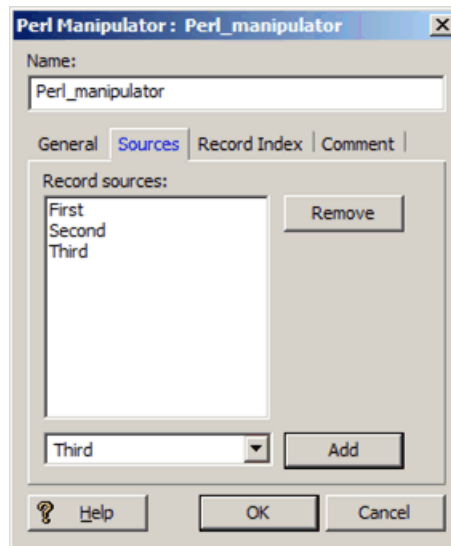 Perl Manipulator : Perl_manipulator
Name:
Perl_manipulator
General Sources Record Index Comment
Record sources:
First
Second
Third
Remove
Third
Add
? Help OK Cancel